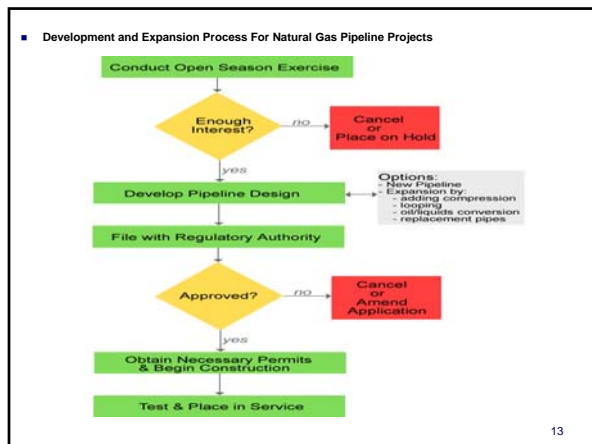 Development and Expansion Process For Natural Gas Pipeline Projects
Conduct Open Season Exercise
Enough
Interest?
no
Cancel
or
Place on Hold
yes
Develop Pipeline Design
Options:
- New Pipeline
- Expansion by:
- adding compression
- looping
- oil/liquids conversion
- replacement pipes
File with Regulatory Authority
Approved?
no
Cancel
or
Amend
Application
yes
Obtain Necessary Permits
& Begin Construction
Test & Place in Service
13